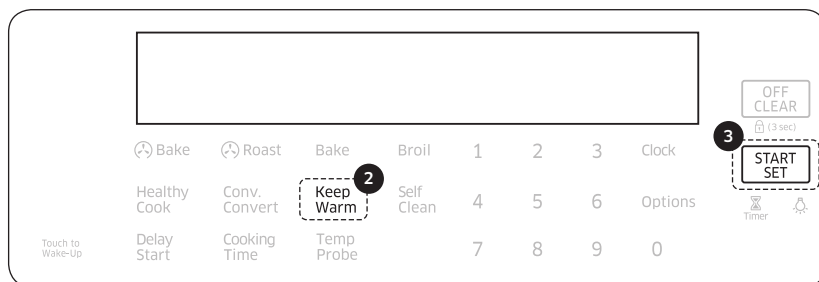 OFF
CLEAR
(3 sec)
3
Bake Roast Bake Broil 1 2 3 Clock
START
SET
2
Healthy
Cook
Conv.
Convert
Keep
Warm
Self
Clean
4 5 6 Options
Timer
Touch to
Wake-Up
Delay
Start
Cooking
Time
Temp
Probe
7 8 9 0